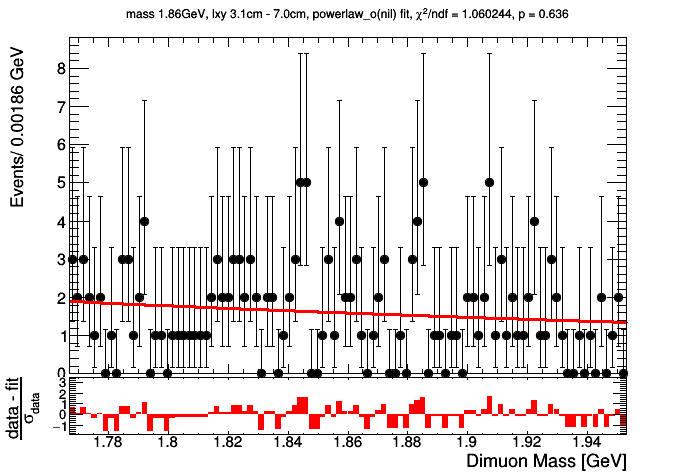 mass 1.86GeV, lxy 3.1cm - 7.0cm, powerlaw_o(nil) fit, χ²/ndf = 1.060244, p = 0.636
Events/ 0.00186 GeV
8
7
6
5
4
3
2
1
0
data - fit
σdata
3
2
1
0
−1
1.78 1.8 1.82 1.84 1.86 1.88 1.9 1.92 1.94
Dimuon Mass [GeV]